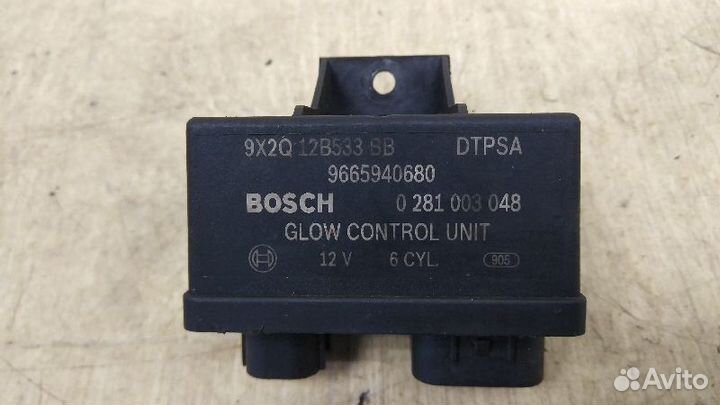 9X2Q 12B533 BB DTPSA
9665940680
BOSCH 0 281 003 048
GLOW CONTROL UNIT
12 V 6 CYL. 905
Avito